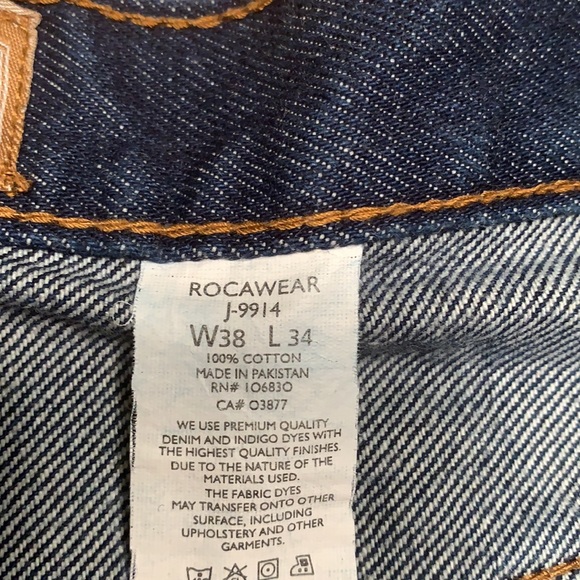 ROCAWEAR
J-9914
W38 L 34
100% COTTON
MADE IN PAKISTAN
RN# 106830
CA# 03877
WE USE PREMIUM QUALITY
DENIM AND INDIGO DYES WITH
THE HIGHEST QUALITY FINISHES.
DUE TO THE NATURE OF THE
MATERIALS USED.
THE FABRIC DYES
MAY TRANSFER ONTO OTHER
SURFACE, INCLUDING
UPHOLSTERY AND OTHER
GARMENTS.